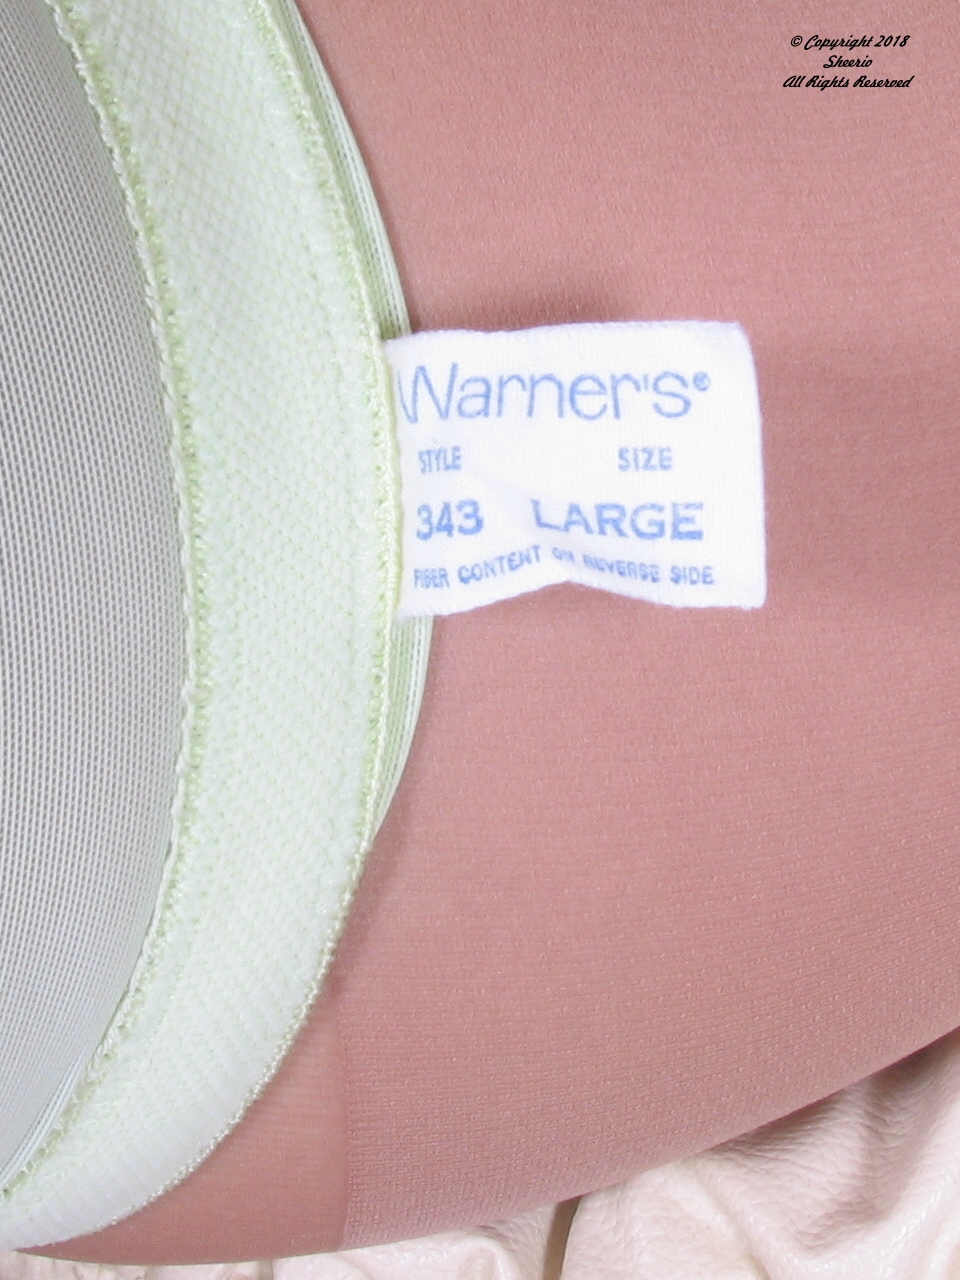 © Copyright 2018
Sheerio
All Rights Reserved
Warner's®
STYLE SIZE
343 LARGE
FIBER CONTENT ON REVERSE SIDE